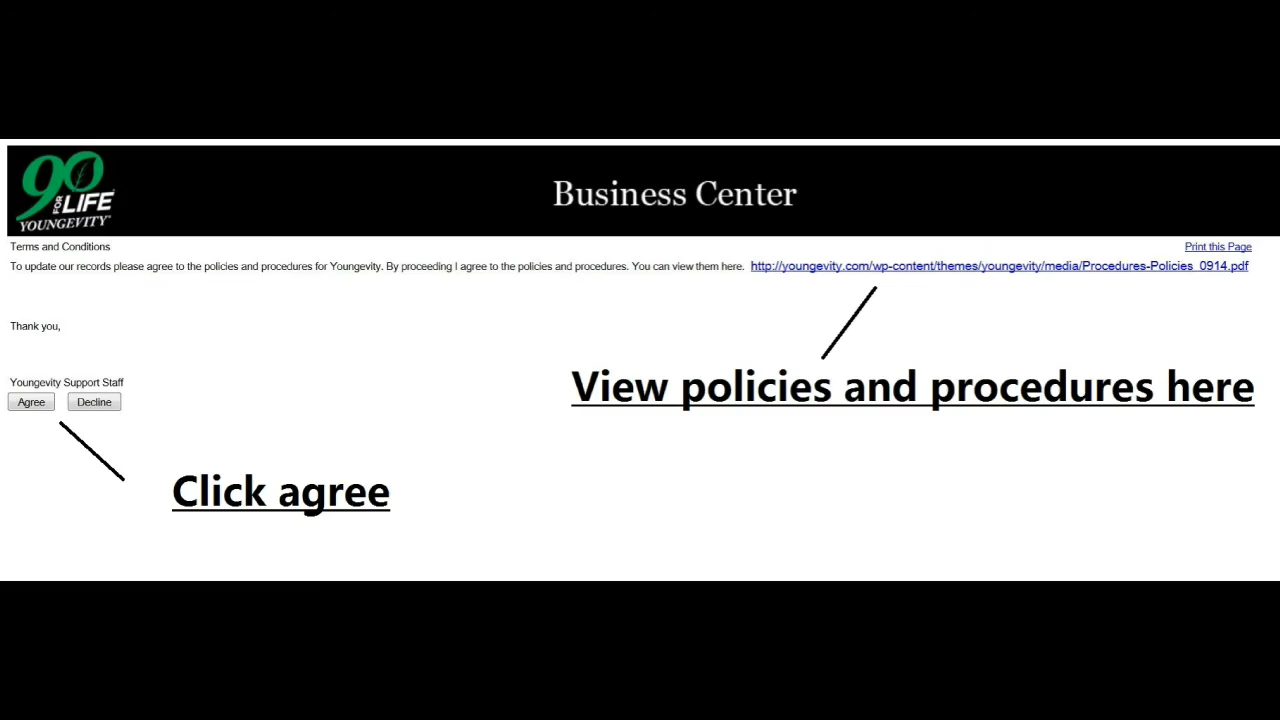 90
FOR LIFE
YOUNGEVITY
Business Center
Terms and Conditions
Print this Page
To update our records please agree to the policies and procedures for Youngevity. By proceeding I agree to the policies and procedures. You can view them here. http://youngevity.com/wp-content/themes/youngevity/media/Procedures-Policies_0914.pdf
Thank you,
View policies and procedures here
Youngevity Support Staff
Agree Decline
Click agree